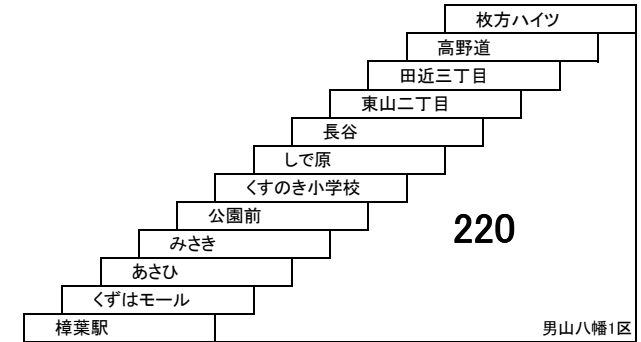 枚方ハイツ
高野道
田近三丁目
東山二丁目
長谷
しで原
くすのき小学校
公園前
220
みさき
あさひ
くずはモール
樟葉駅
男山八幡1区